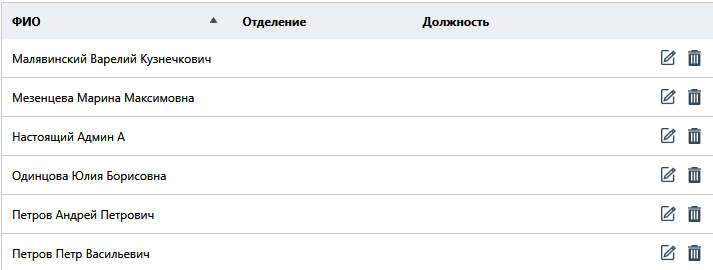 ФИО Отделение Должность
Малявинский Варелий Кузнечкович
Мезенцева Марина Максимовна
Настоящий Админ А
Одинцова Юлия Борисовна
Петров Андрей Петрович
Петров Петр Васильевич